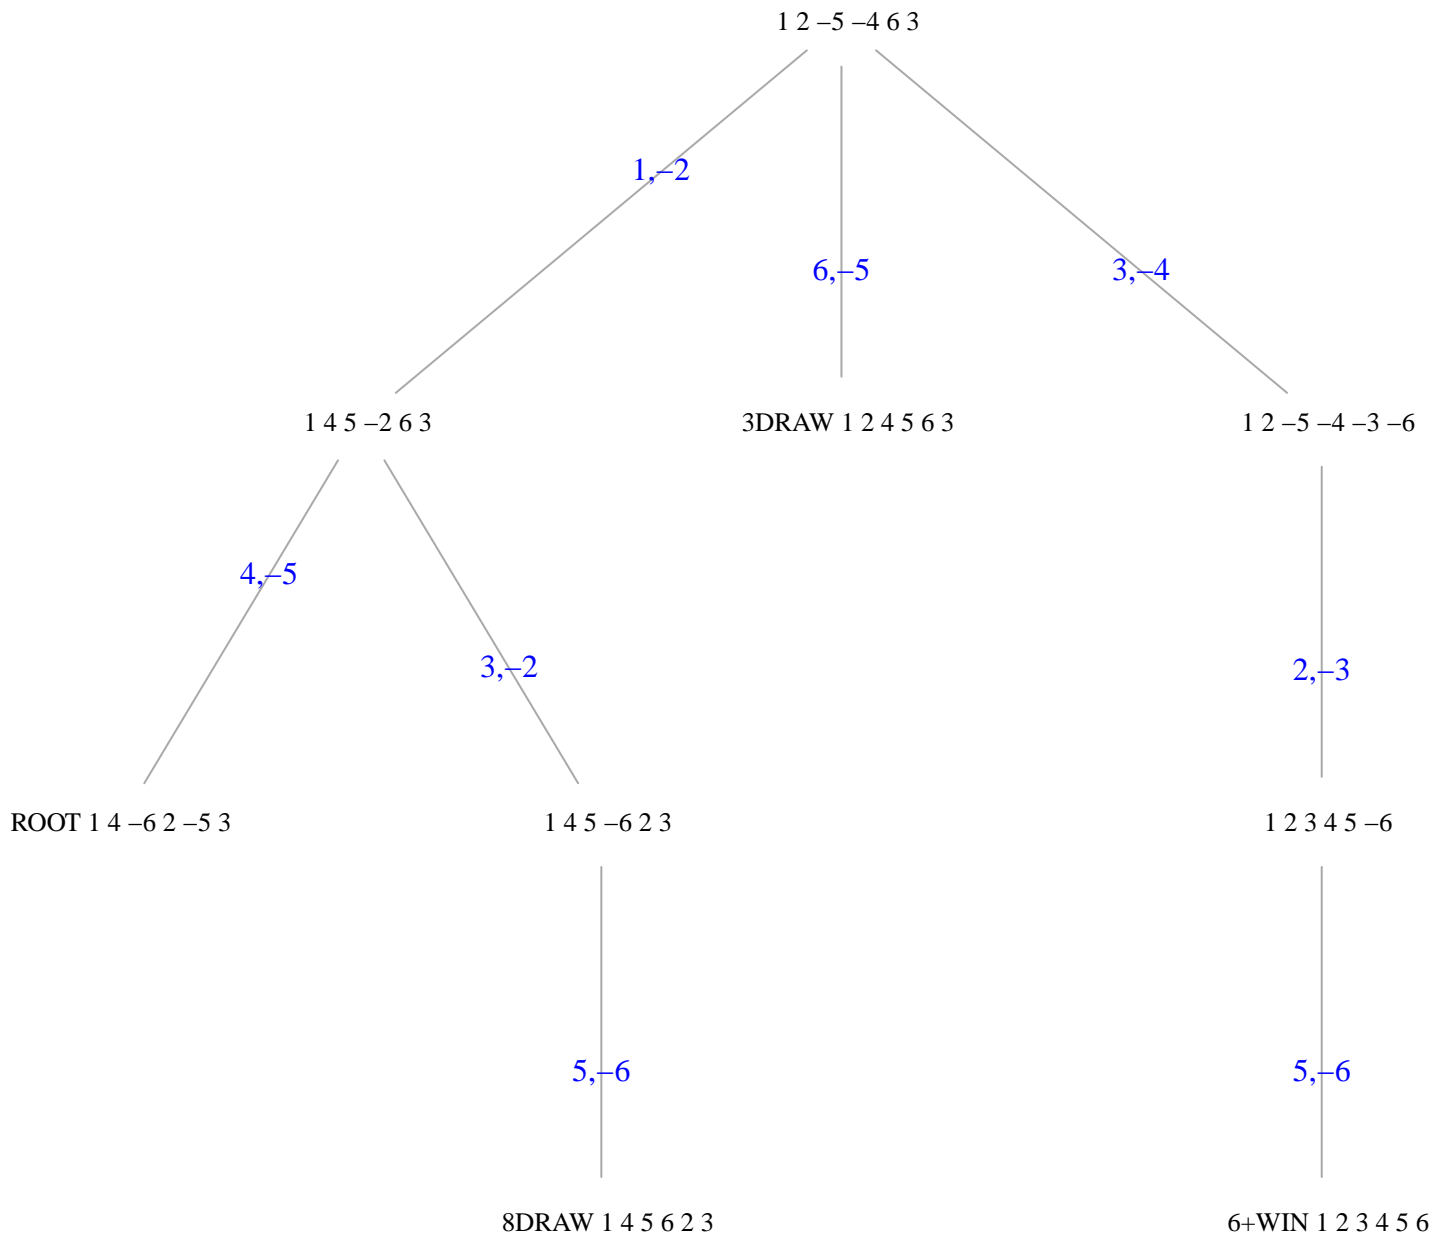 1 2 –5 –4 6 3
1,–2
6,–5
3,–4
1 4 5 –2 6 3
3DRAW 1 2 4 5 6 3
1 2 –5 –4 –3 –6
4,–5
3,–2
2,–3
ROOT 1 4 –6 2 –5 3
1 4 5 –6 2 3
1 2 3 4 5 –6
5,–6
5,–6
8DRAW 1 4 5 6 2 3
6+WIN 1 2 3 4 5 6